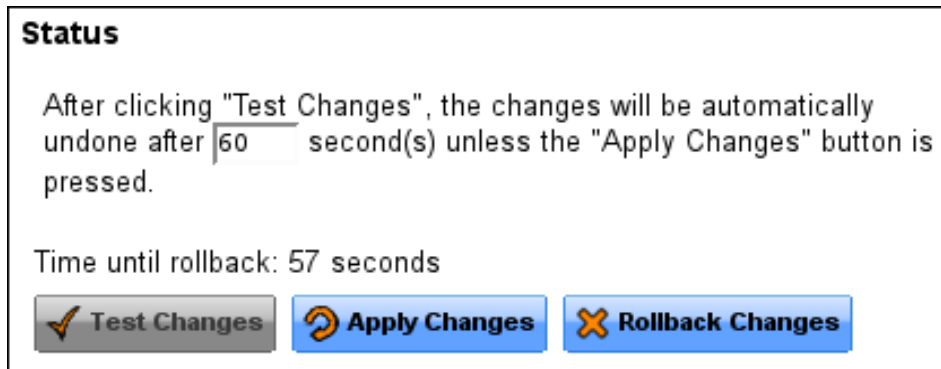 Status
After clicking "Test Changes", the changes will be automatically
undone after 60 second(s) unless the "Apply Changes" button is
pressed.
Time until rollback: 57 seconds
Test Changes Apply Changes Rollback Changes